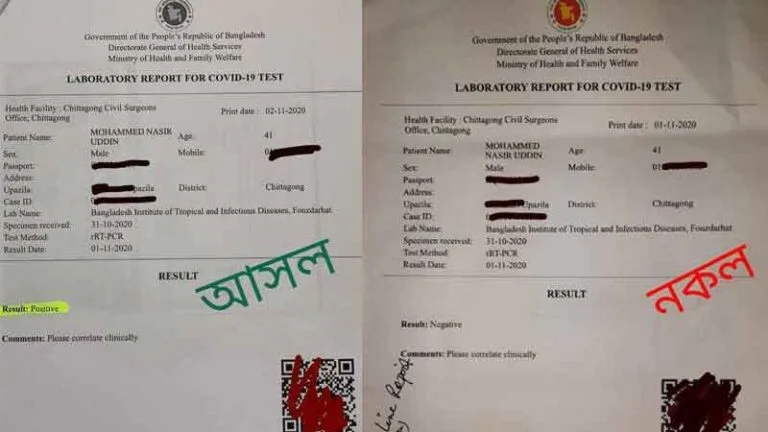 Government of the People's Republic of Bangladesh
Directorate General of Health Services
Ministry of Health and Family Welfare
LABORATORY REPORT FOR COVID-19 TEST
Health Facility : Chittagong Civil Surgeons Office, Chittagong
Print date : 02-11-2020
Patient Name: MOHAMMED NASIR UDDIN Age: 41
Sex: Male Mobile:
Passport:
Address:
Upazila: pazila District: Chittagong
Case ID:
Lab Name: Bangladesh Institute of Tropical and Infectious Diseases, Fouzdarhat
Specimen received: 31-10-2020
Test Method: rRT-PCR
Result Date: 01-11-2020
RESULT
আসল
Result: Positive
Comments: Please correlate clinically
Government of the People's Republic of Bangladesh
Directorate General of Health Services
Ministry of Health and Family Welfare
LABORATORY REPORT FOR COVID-19 TEST
Health Facility : Chittagong Civil Surgeons Office, Chittagong
Print date : 01-11-2020
Patient Name: MOHAMMED NASIR UDDIN Age: 41
Sex: Male Mobile: 01
Passport:
Address:
Upazila: Upazila District: Chittagong
Case ID:
Lab Name: Bangladesh Institute of Tropical and Infectious Diseases, Fouzdarhat
Specimen received: 31-10-2020
Test Method: rRT-PCR
Result Date: 01-11-2020
RESULT
নকল
Result: Negative
Comments: Please correlate clinically
Line Report